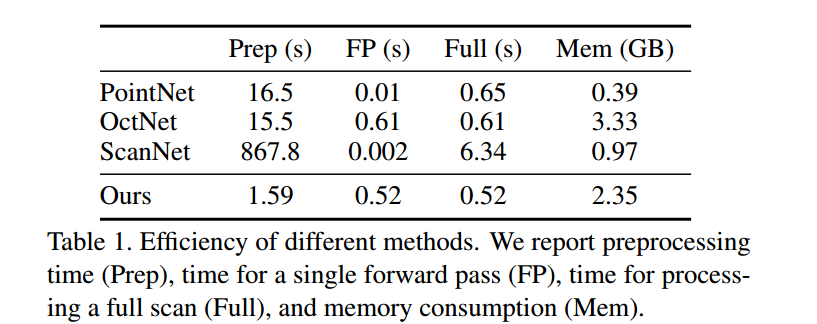 Prep (s) FP (s) Full (s) Mem (GB)
PointNet 16.5 0.01 0.65 0.39
OctNet 15.5 0.61 0.61 3.33
ScanNet 867.8 0.002 6.34 0.97
Ours 1.59 0.52 0.52 2.35
Table 1. Efficiency of different methods. We report preprocessing
time (Prep), time for a single forward pass (FP), time for process-
ing a full scan (Full), and memory consumption (Mem).